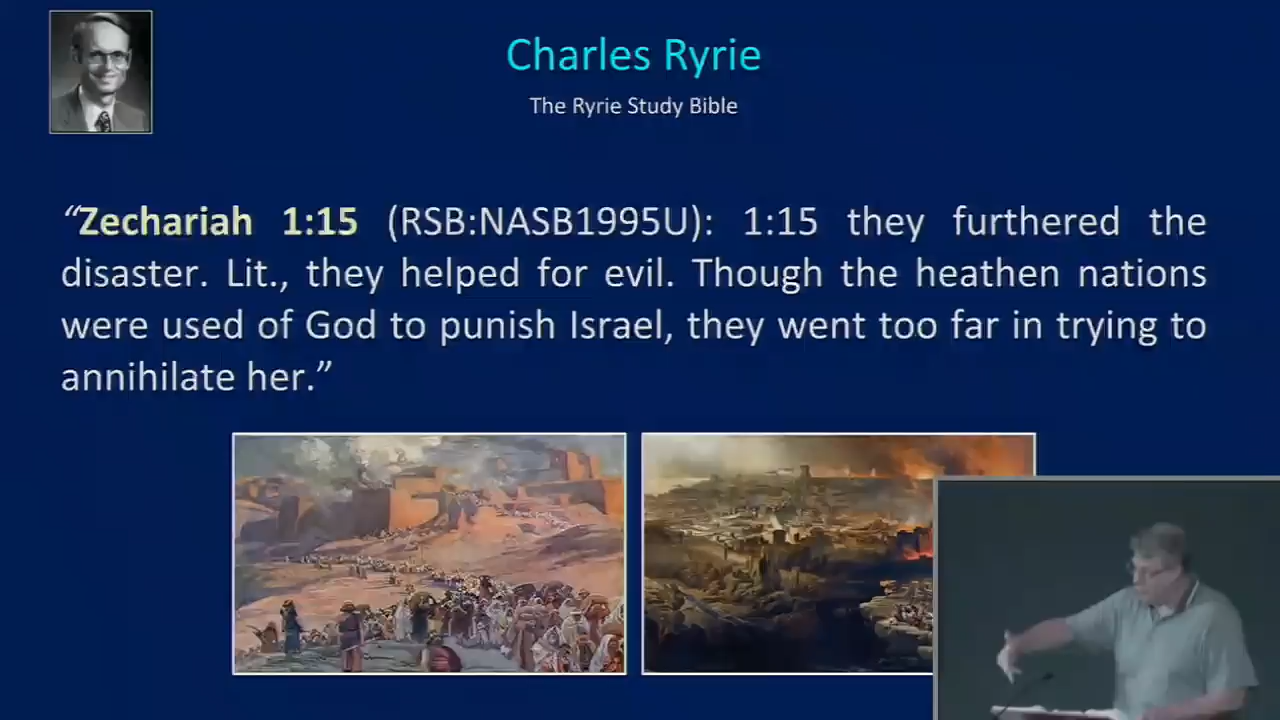 Charles Ryrie
The Ryrie Study Bible
“Zechariah 1:15 (RSB:NASB1995U): 1:15 they furthered the
disaster. Lit., they helped for evil. Though the heathen nations
were used of God to punish Israel, they went too far in trying to
annihilate her.”